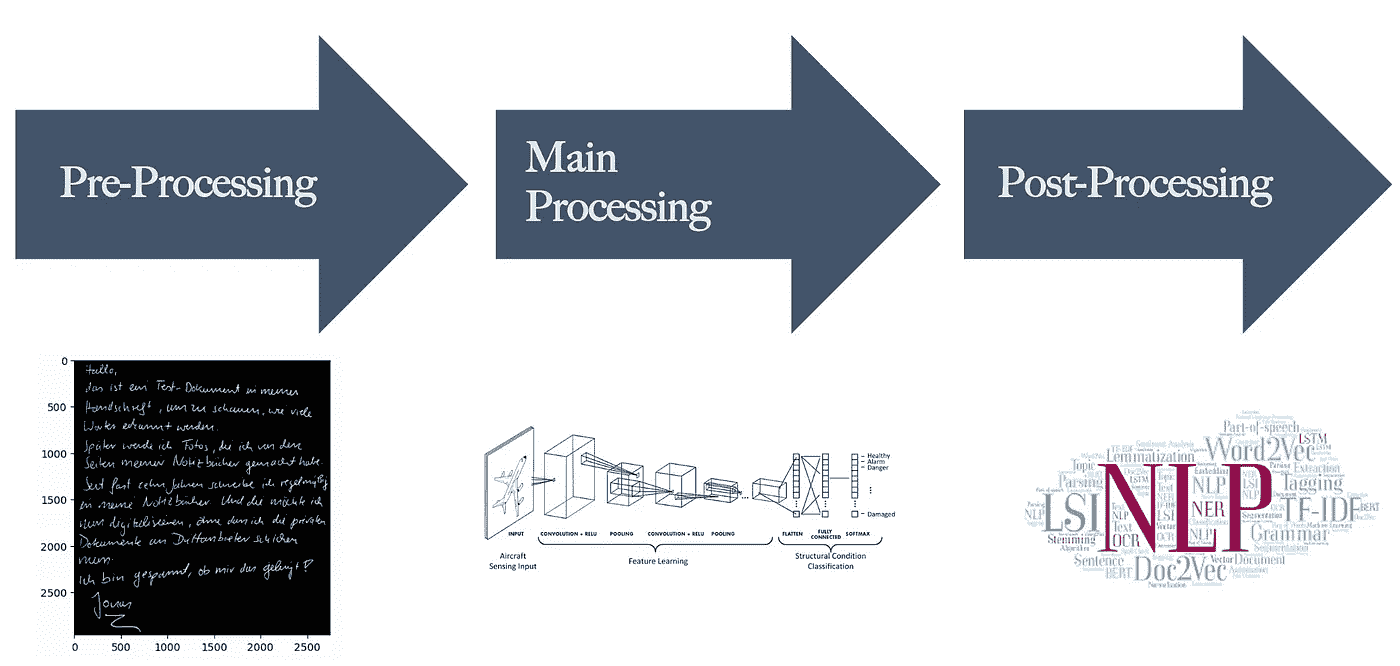 Pre-Processing
Main
Processing
Post-Processing
0
500
1000
1500
2000
2500
0
500
1000
1500
2000
2500
Hallo,
das ist ein Test-Dokument in meiner
Handschrift, um zu schauen, wie viele
Wörter erkannt werden.
Später werde ich Fotos, die ich von den
Seiten meiner Notizbücher gemacht habe.
Seit fast zehn Jahren schreibe ich regelmäßig
in meine Notizbücher. Und die möchte ich
nun digitalisieren, ohne dass ich die privaten
Dokumente an Drittanbieter schicken
muss.
Ich bin gespannt, ob mir das gelingt?
Jonas
INPUT
CONVOLUTION + RELU
POOLING
CONVOLUTION + RELU
POOLING
FLATTEN
FULLY
CONNECTED
SOFTMAX
Healthy
Alarm
Danger
Damaged
Aircraft
Sensing Input
Feature Learning
Structural Condition
Classification
Part-of-speech
LSTM
Word2Vec
Lemmatization
Topic
Extraction
Parsing
Tagging
NLP
NLP
NER
LSI
TF-IDF
BERT
Text
OCR
Grammar
Stemming
Segmentation
Sentence
Document
BERT
Doc2Vec
Vector